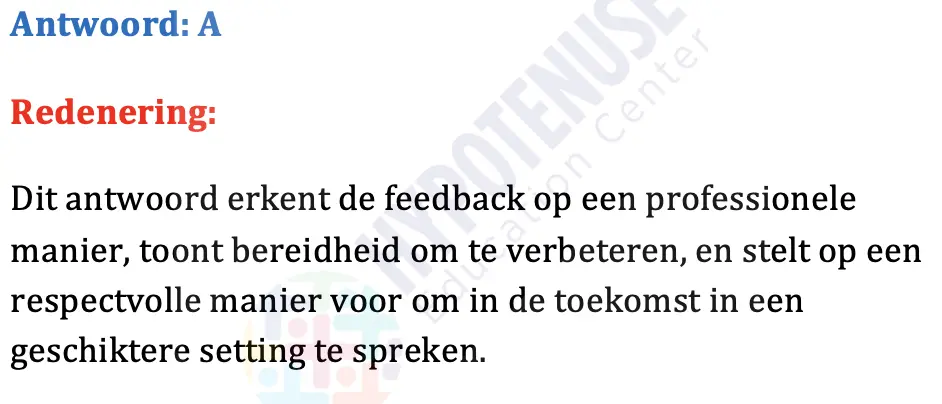 Antwoord: A
Redenering:
Dit antwoord erkent de feedback op een professionele
manier, toont bereidheid om te verbeteren, en stelt op een
respectvolle manier voor om in de toekomst in een
geschiktere setting te spreken.
HYPOTENUSE
Education Center